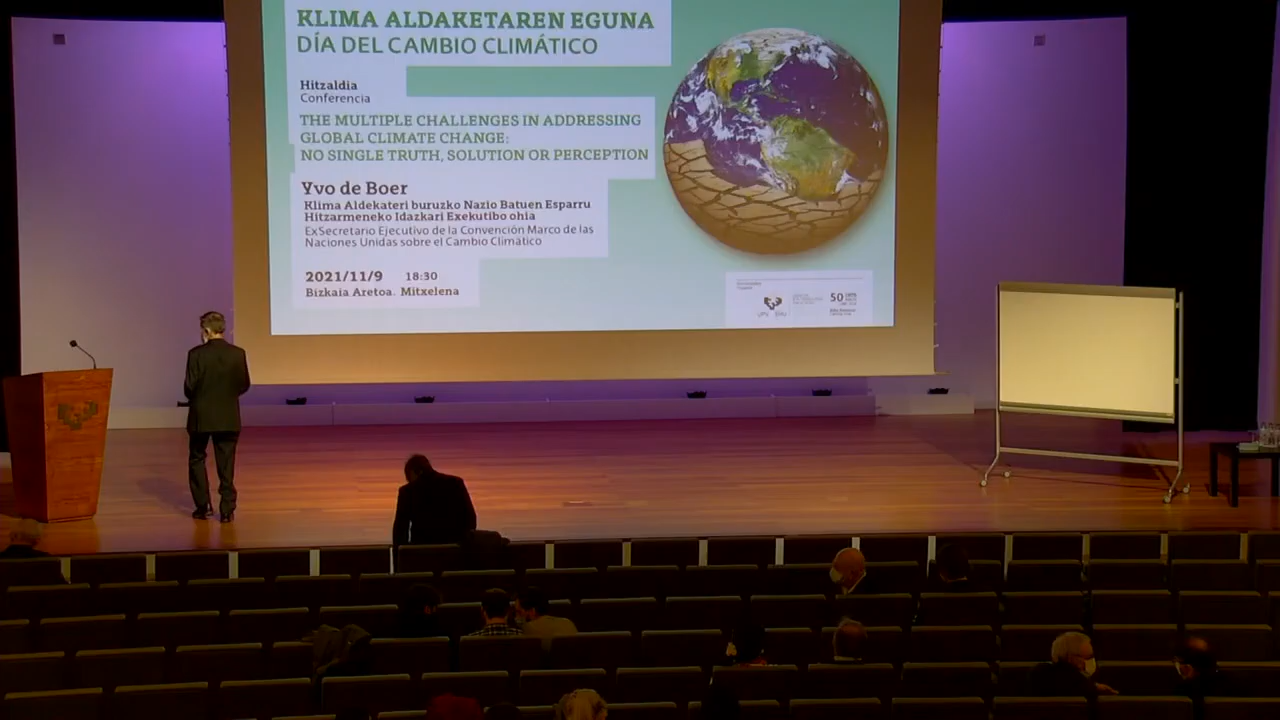 KLIMA ALDAKETAREN EGUNA
DÍA DEL CAMBIO CLIMÁTICO
Hitzaldia
Conferencia
THE MULTIPLE CHALLENGES IN ADDRESSING
GLOBAL CLIMATE CHANGE:
NO SINGLE TRUTH, SOLUTION OR PERCEPTION
Yvo de Boer
Klima Aldekateri buruzko Nazio Batuen Esparru
Hitzarmeneko Idazkari Exekutibo ohia
ExSecretario Ejecutivo de la Convención Marco de las
Naciones Unidas sobre el Cambio Climático
2021/11/9 18:30
Bizkaia Aretoa. Mitxelena
50